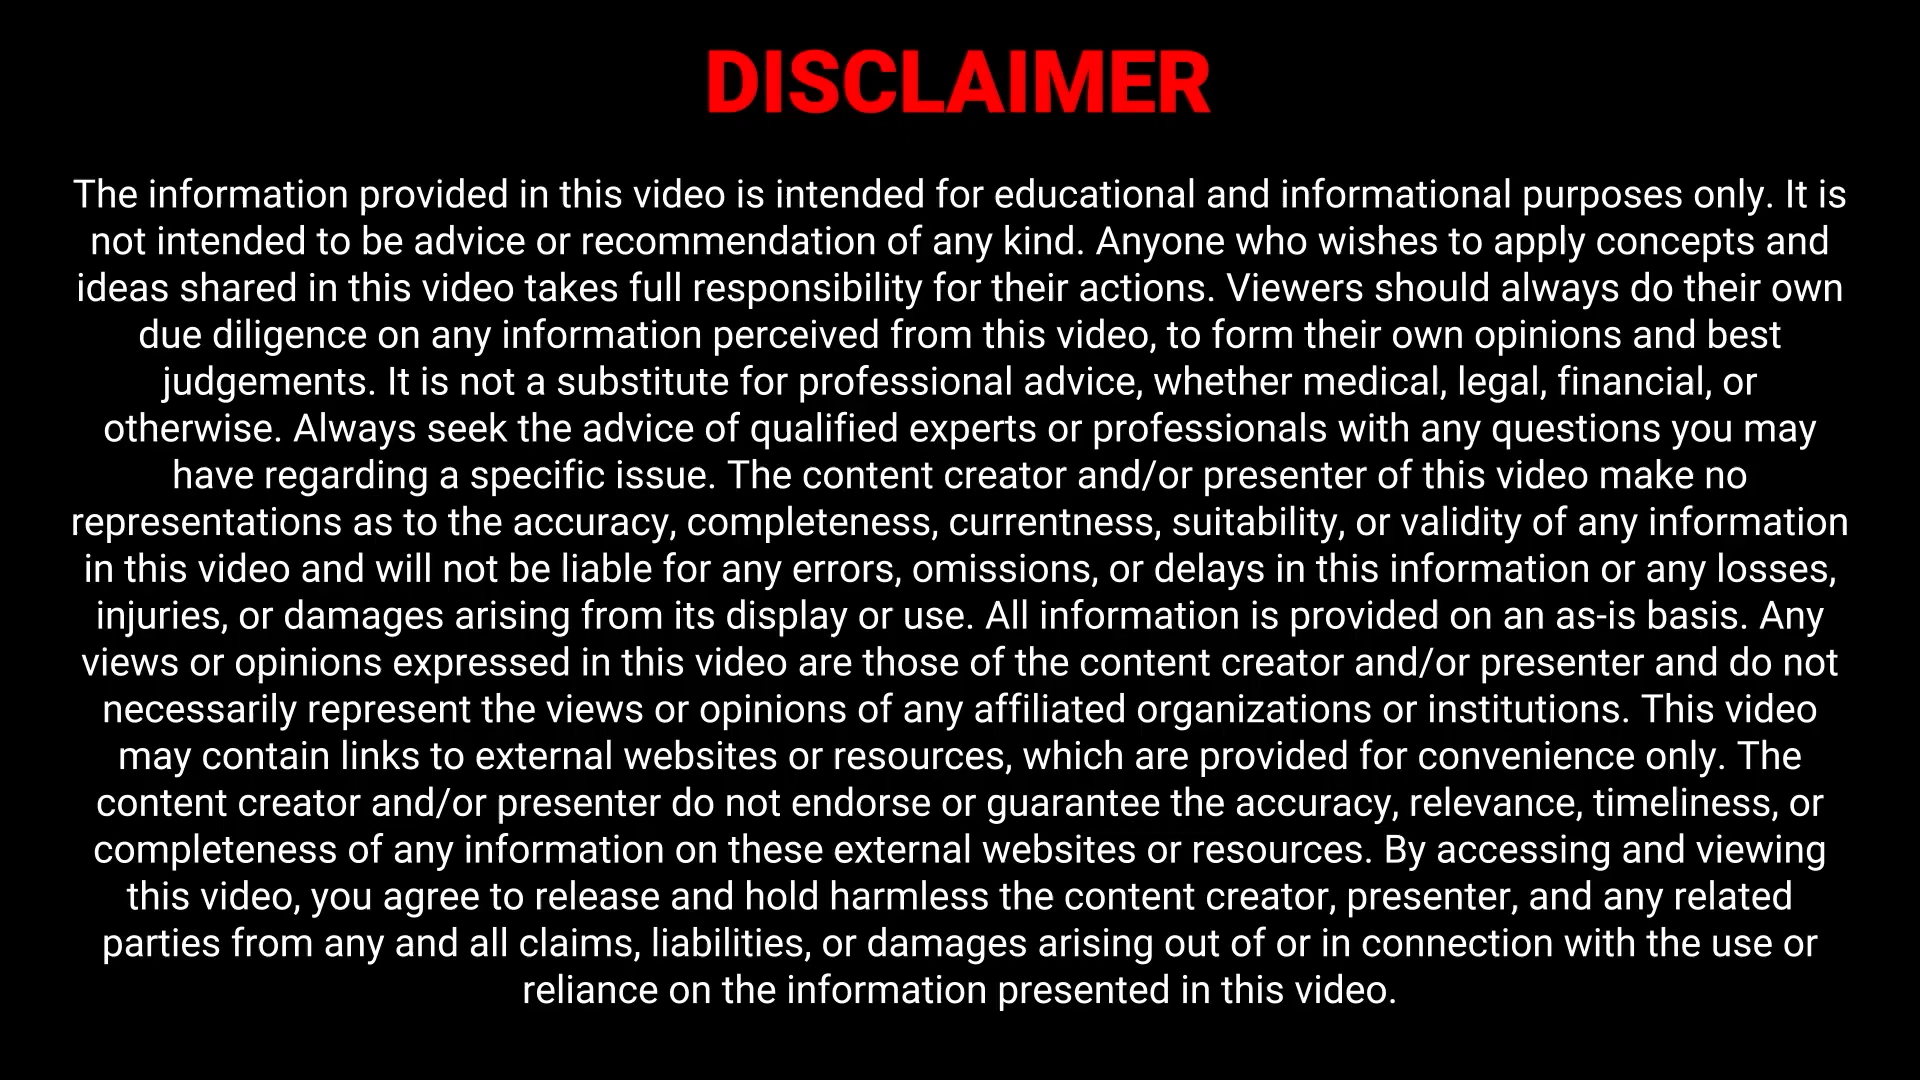 DISCLAIMER
The information provided in this video is intended for educational and informational purposes only. It is
not intended to be advice or recommendation of any kind. Anyone who wishes to apply concepts and
ideas shared in this video takes full responsibility for their actions. Viewers should always do their own
due diligence on any information perceived from this video, to form their own opinions and best
judgements. It is not a substitute for professional advice, whether medical, legal, financial, or
otherwise. Always seek the advice of qualified experts or professionals with any questions you may
have regarding a specific issue. The content creator and/or presenter of this video make no
representations as to the accuracy, completeness, currentness, suitability, or validity of any information
in this video and will not be liable for any errors, omissions, or delays in this information or any losses,
injuries, or damages arising from its display or use. All information is provided on an as-is basis. Any
views or opinions expressed in this video are those of the content creator and/or presenter and do not
necessarily represent the views or opinions of any affiliated organizations or institutions. This video
may contain links to external websites or resources, which are provided for convenience only. The
content creator and/or presenter do not endorse or guarantee the accuracy, relevance, timeliness, or
completeness of any information on these external websites or resources. By accessing and viewing
this video, you agree to release and hold harmless the content creator, presenter, and any related
parties from any and all claims, liabilities, or damages arising out of or in connection with the use or
reliance on the information presented in this video.